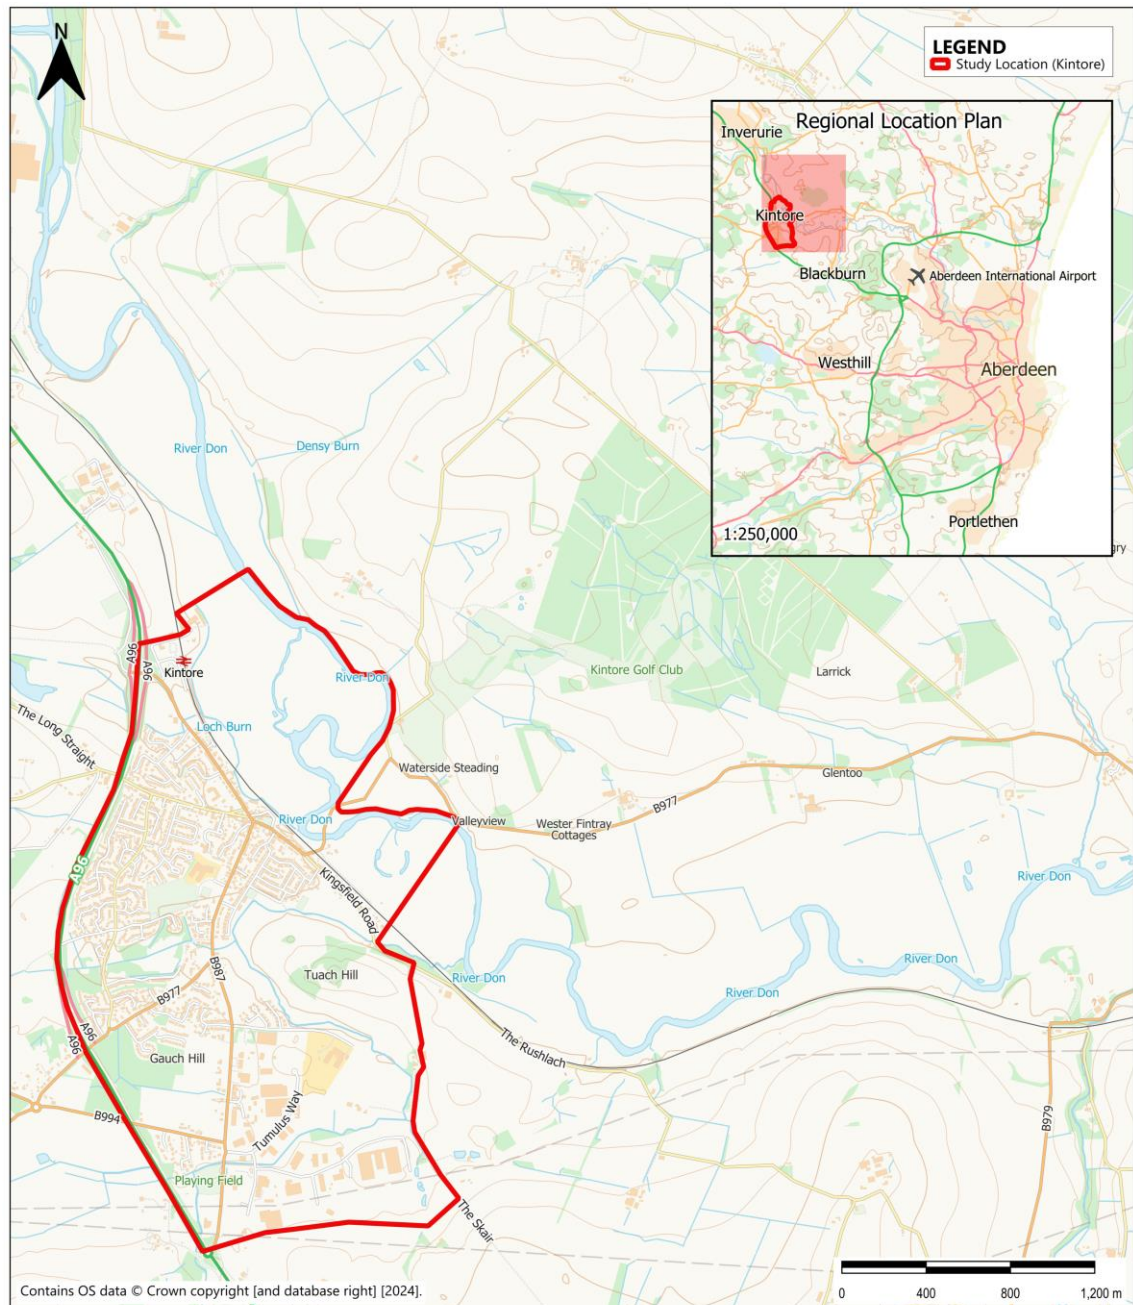 N
LEGEND
Study Location (Kintore)
Regional Location Plan
Inverurie
Kintore
Blackburn
Aberdeen International Airport
Westhill
Aberdeen
Portlethen
1:250,000
River Don
Densy Burn
A96
A96
Kintore
River Don
Kintore Golf Club
Larrick
The Long Straight
Loch Burn
Waterside Steading
Glentoo
B977
River Don
Valleyview
Wester Fintray
Cottages
A96
Kingsfield Road
River Don
River Don
Tuach Hill
River Don
River Don
B987
B977
A96
A96
Gauch Hill
The Rushlach
B994
Tumulus Way
B979
Playing Field
The Skair
0 400 800 1,200 m
Contains OS data © Crown copyright [and database right] [2024].